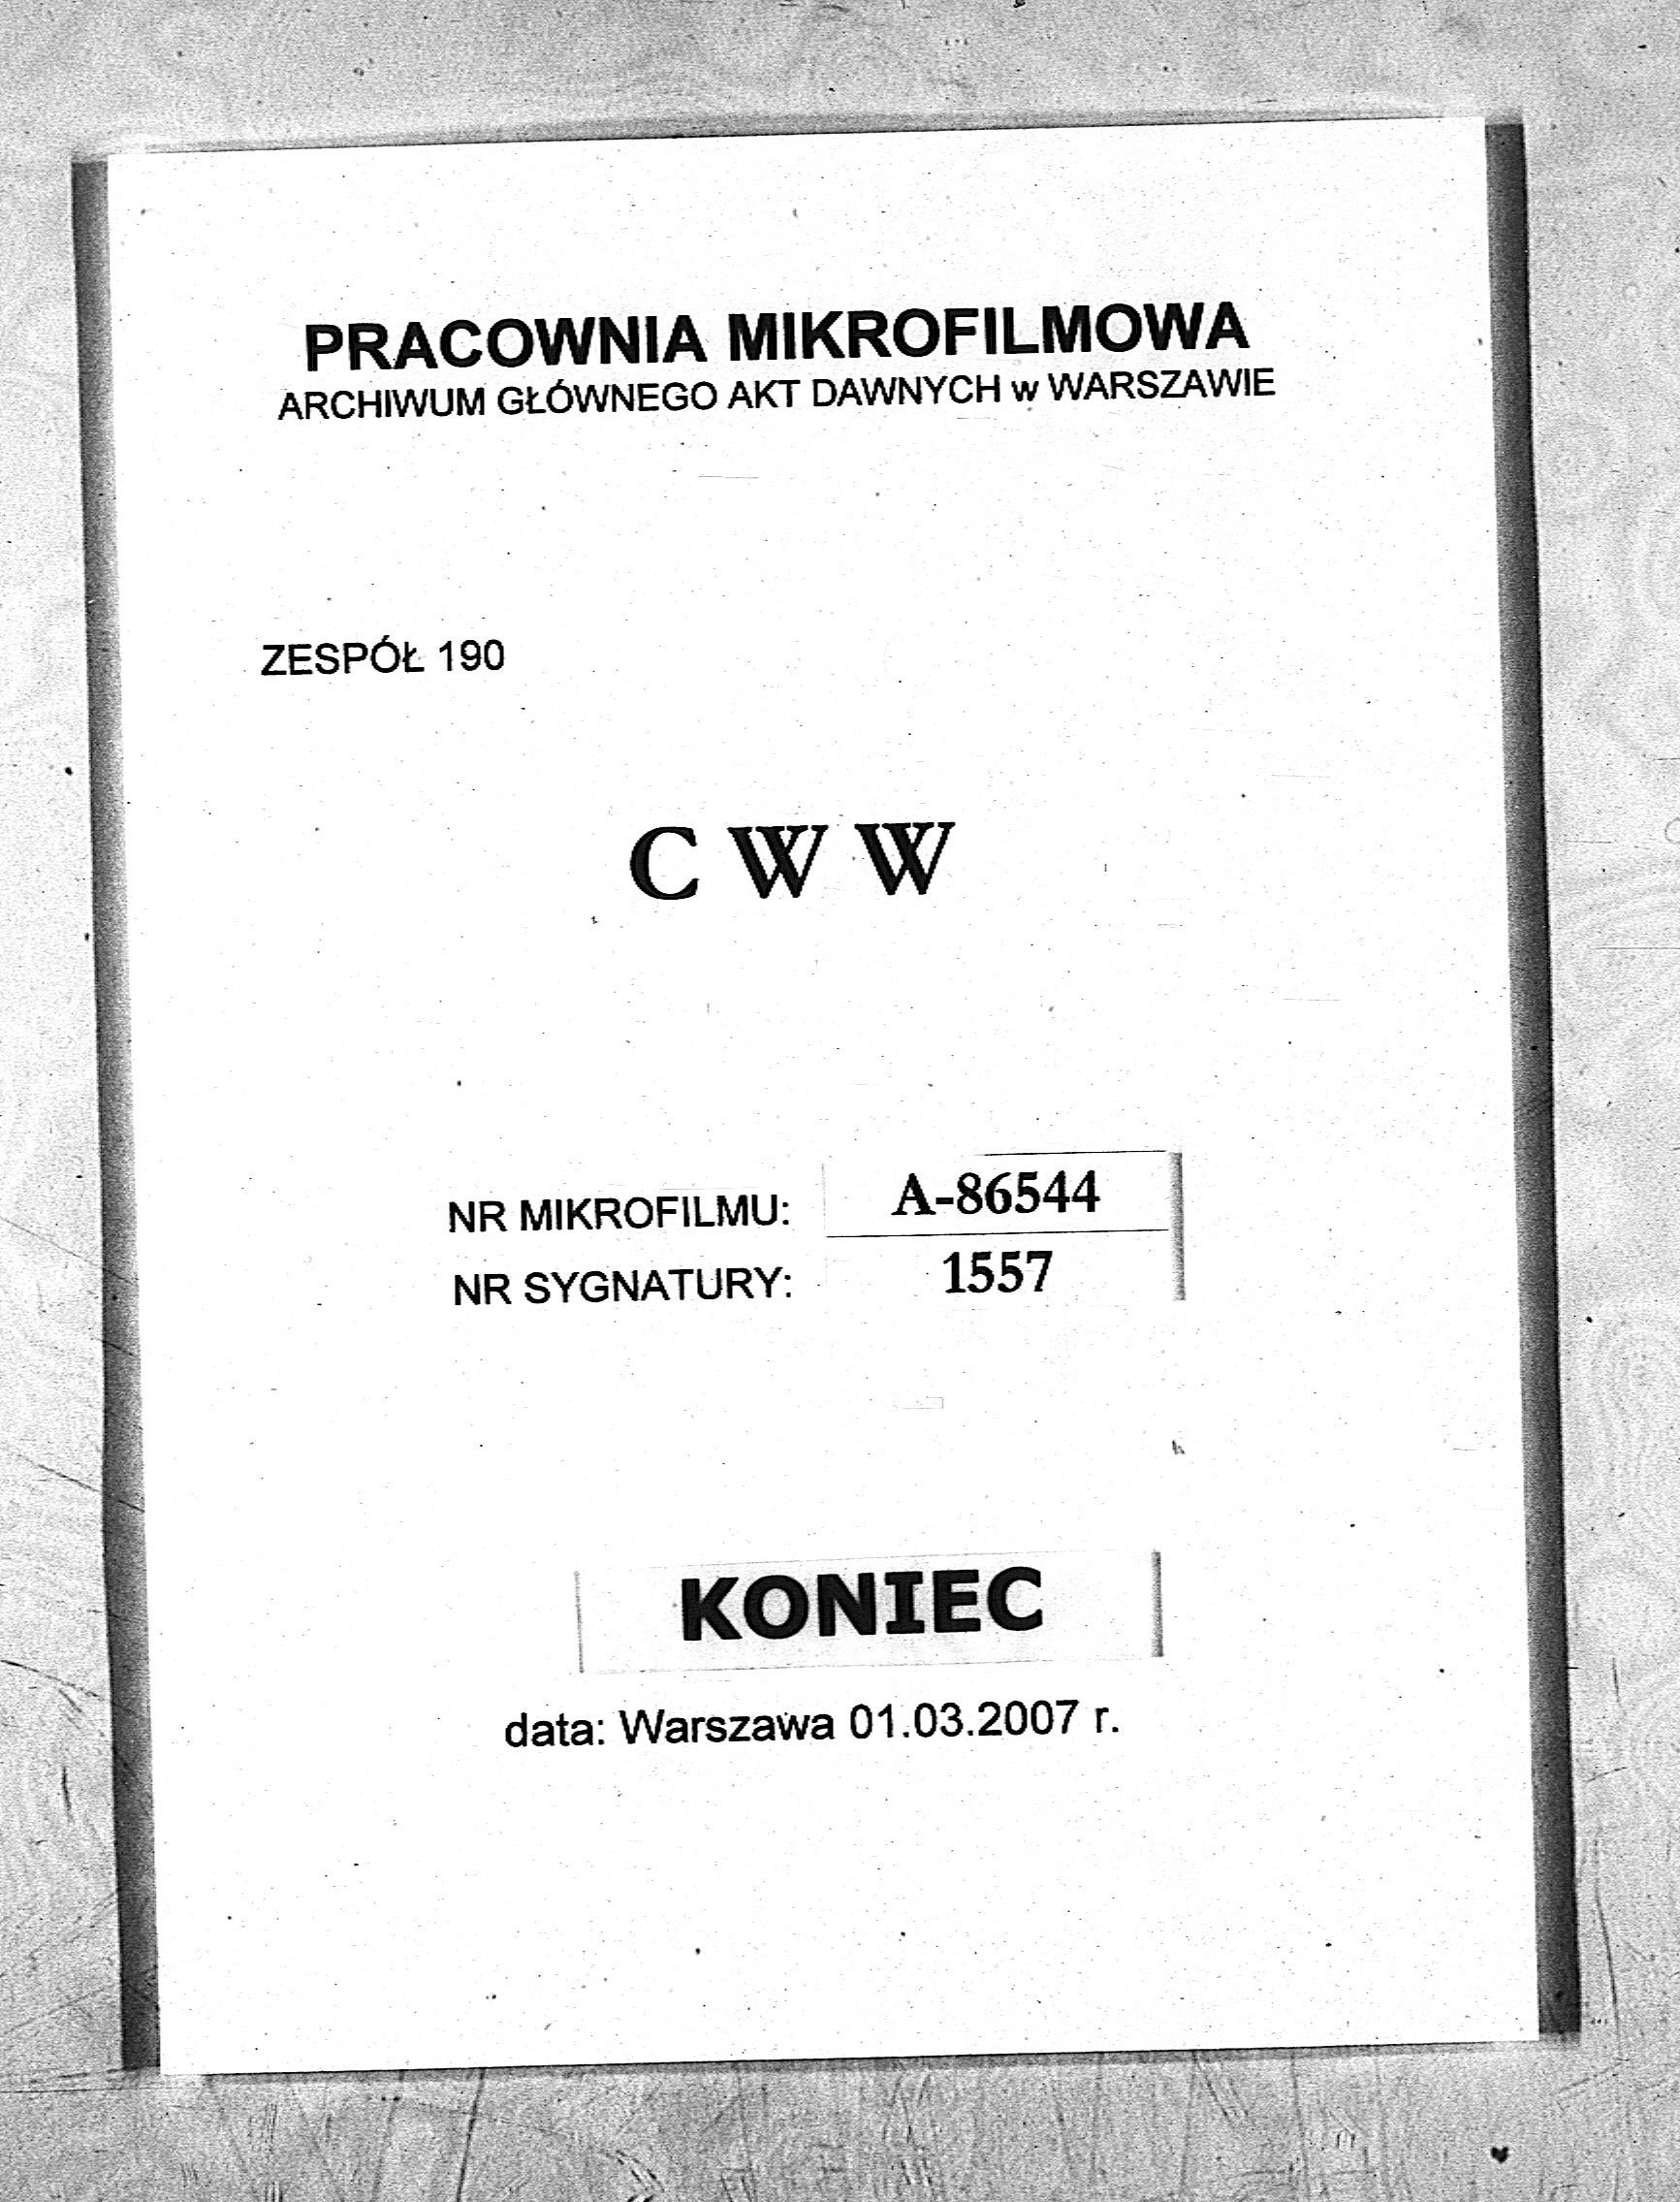 PRACOWNIA MIKROFILMOWA
ARCHIWUM GŁÓWNEGO AKT DAWNYCH w WARSZAWIE
ZESPÓŁ 190
C W W
NR MIKROFILMU: A-86544
NR SYGNATURY: 1557
KONIEC
data: Warszawa 01.03.2007 r.